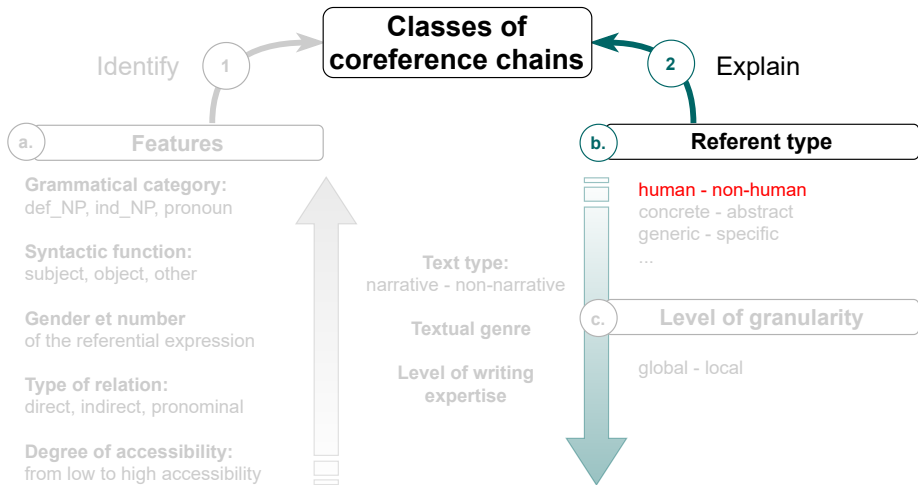 Classes of
coreference chains
Identify
1
2
Explain
a.
Features
b.
Referent type
Grammatical category:
def_NP, ind_NP, pronoun
Syntactic function:
subject, object, other
Gender et number
of the referential expression
Type of relation:
direct, indirect, pronominal
Degree of accessibility:
from low to high accessibility
Text type:
narrative - non-narrative
Textual genre
Level of writing
expertise
human - non-human
concrete - abstract
generic - specific
...
c.
Level of granularity
global - local